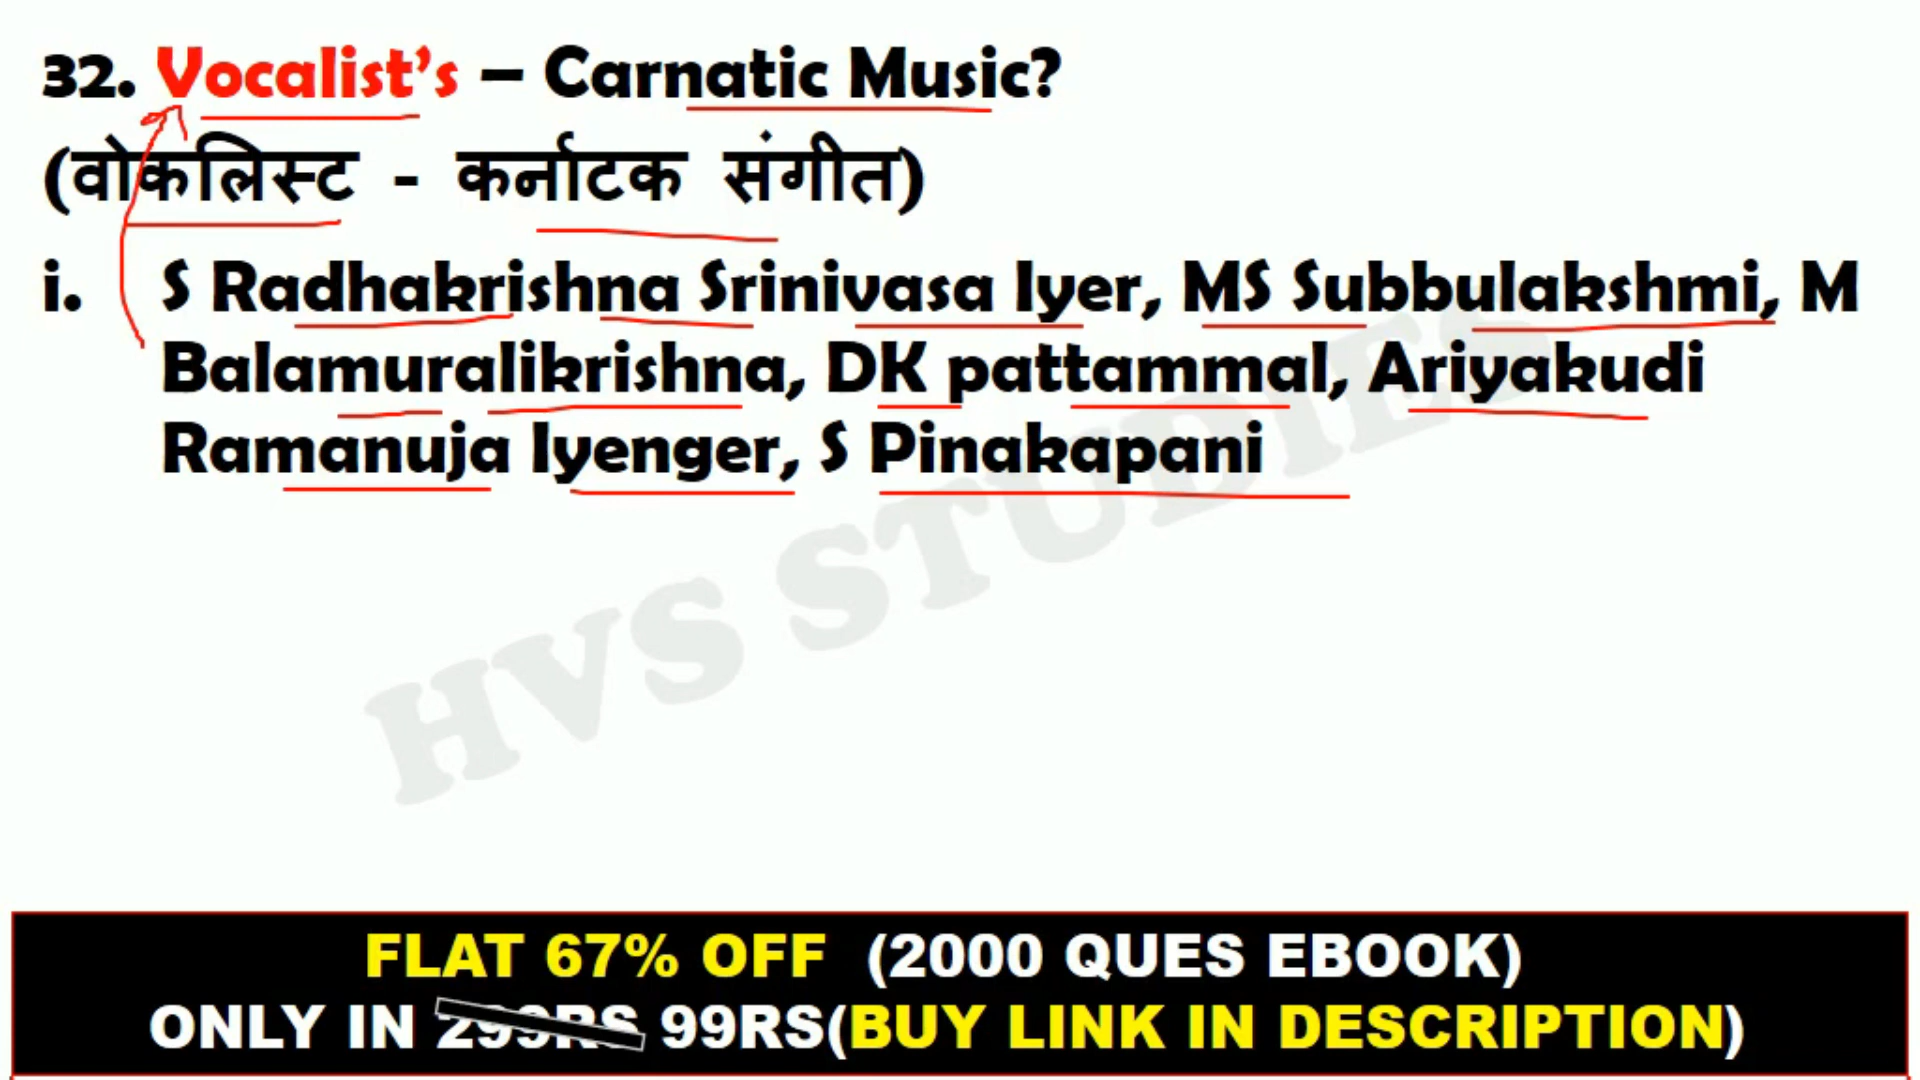 32. Vocalist's – Carnatic Music?
(वोकलिस्ट - कर्नाटक संगीत)
i. S Radhakrishna Srinivasa Iyer, MS Subbulakshmi, M
Balamuralikrishna, DK pattammal, Ariyakudi
Ramanuja Iyenger, S Pinakapani
HVS STUDIES
FLAT 67% OFF (2000 QUES EBOOK)
ONLY IN 299RS 99RS(BUY LINK IN DESCRIPTION)